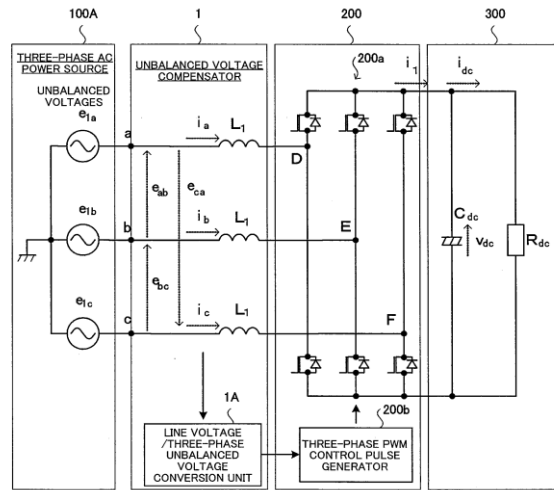 100A
1
200
300
THREE-PHASE AC
POWER SOURCE
UNBALANCED
VOLTAGES
UNBALANCED VOLTAGE
COMPENSATOR
200a
i1
idc
e1a
a
ia
L1
D
eab
eca
e1b
b
ib
L1
E
Cdc
vdc
Rdc
ebc
e1c
c
ic
L1
F
1A
200b
LINE VOLTAGE
/THREE-PHASE
UNBALANCED
VOLTAGE
CONVERSION UNIT
THREE-PHASE PWM
CONTROL PULSE
GENERATOR